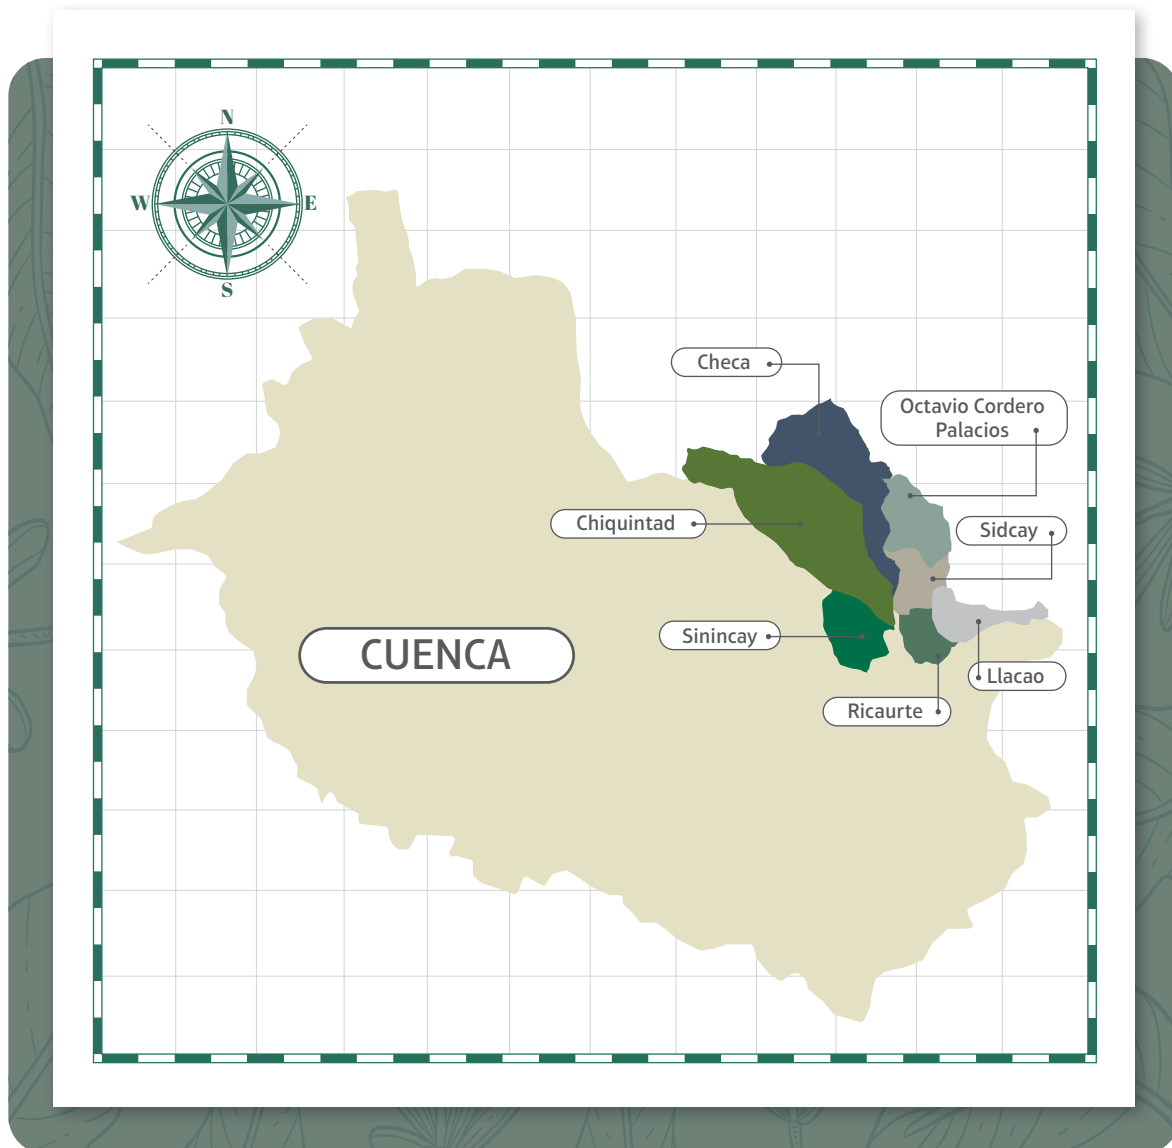 N
W
E
S
Checa
Octavio Cordero
Palacios
Chiquintad
Sidcay
Sinincay
CUENCA
Llacao
Ricaurte